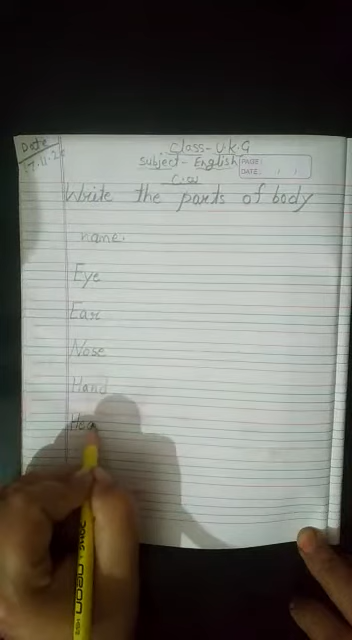 Date
Class- U.K.G
17.11.2
Subject- English
PAGE:
DATE: / /
C.W
Write the parts of body
name.
Eye
Ear
Nose
Hand
Hea